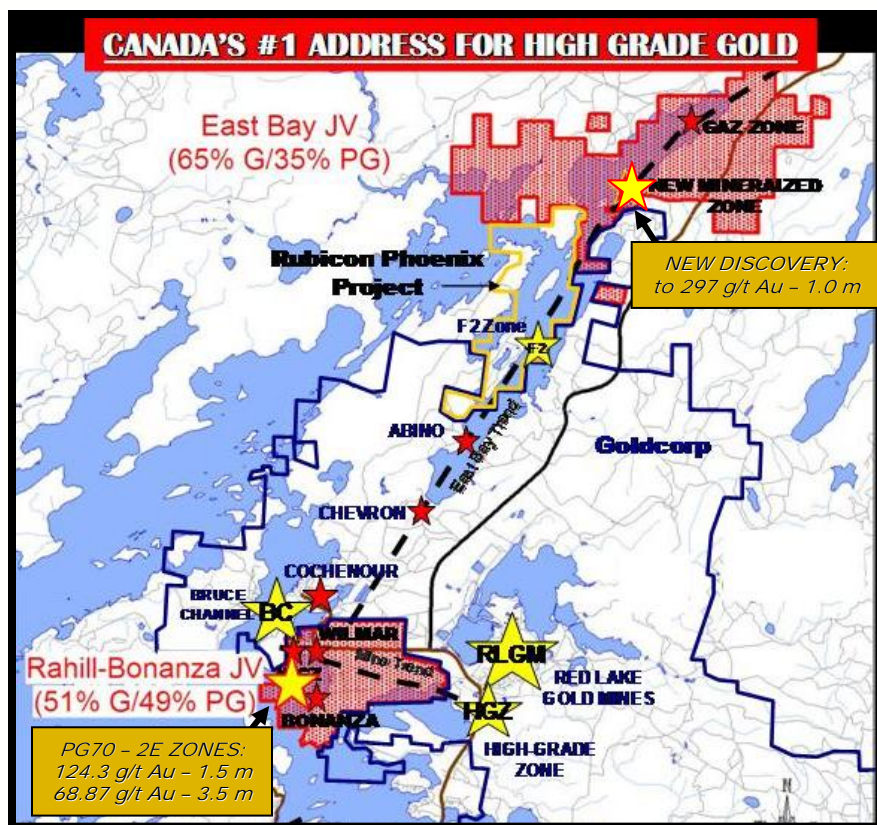 CANADA'S #1 ADDRESS FOR HIGH GRADE GOLD
East Bay JV
(65% G/35% PG)
GAZ ZONE
NEW MINERALIZED
ZONE
Rubicon Phoenix
Project
NEW DISCOVERY:
to 297 g/t Au – 1.0 m
F2 Zone
F2
ABINO
East Bay Trend
Goldcorp
CHEVRON
COCHENOUR
BRUCE
CHANNEL
BC
WILMAR
RLGM
RED LAKE
GOLD MINES
Rahill-Bonanza JV
(51% G/49% PG)
Mine Trend
BONANZA
HGZ
HIGH-GRADE
ZONE
PG70 – 2E ZONES:
124.3 g/t Au – 1.5 m
68.87 g/t Au – 3.5 m
N